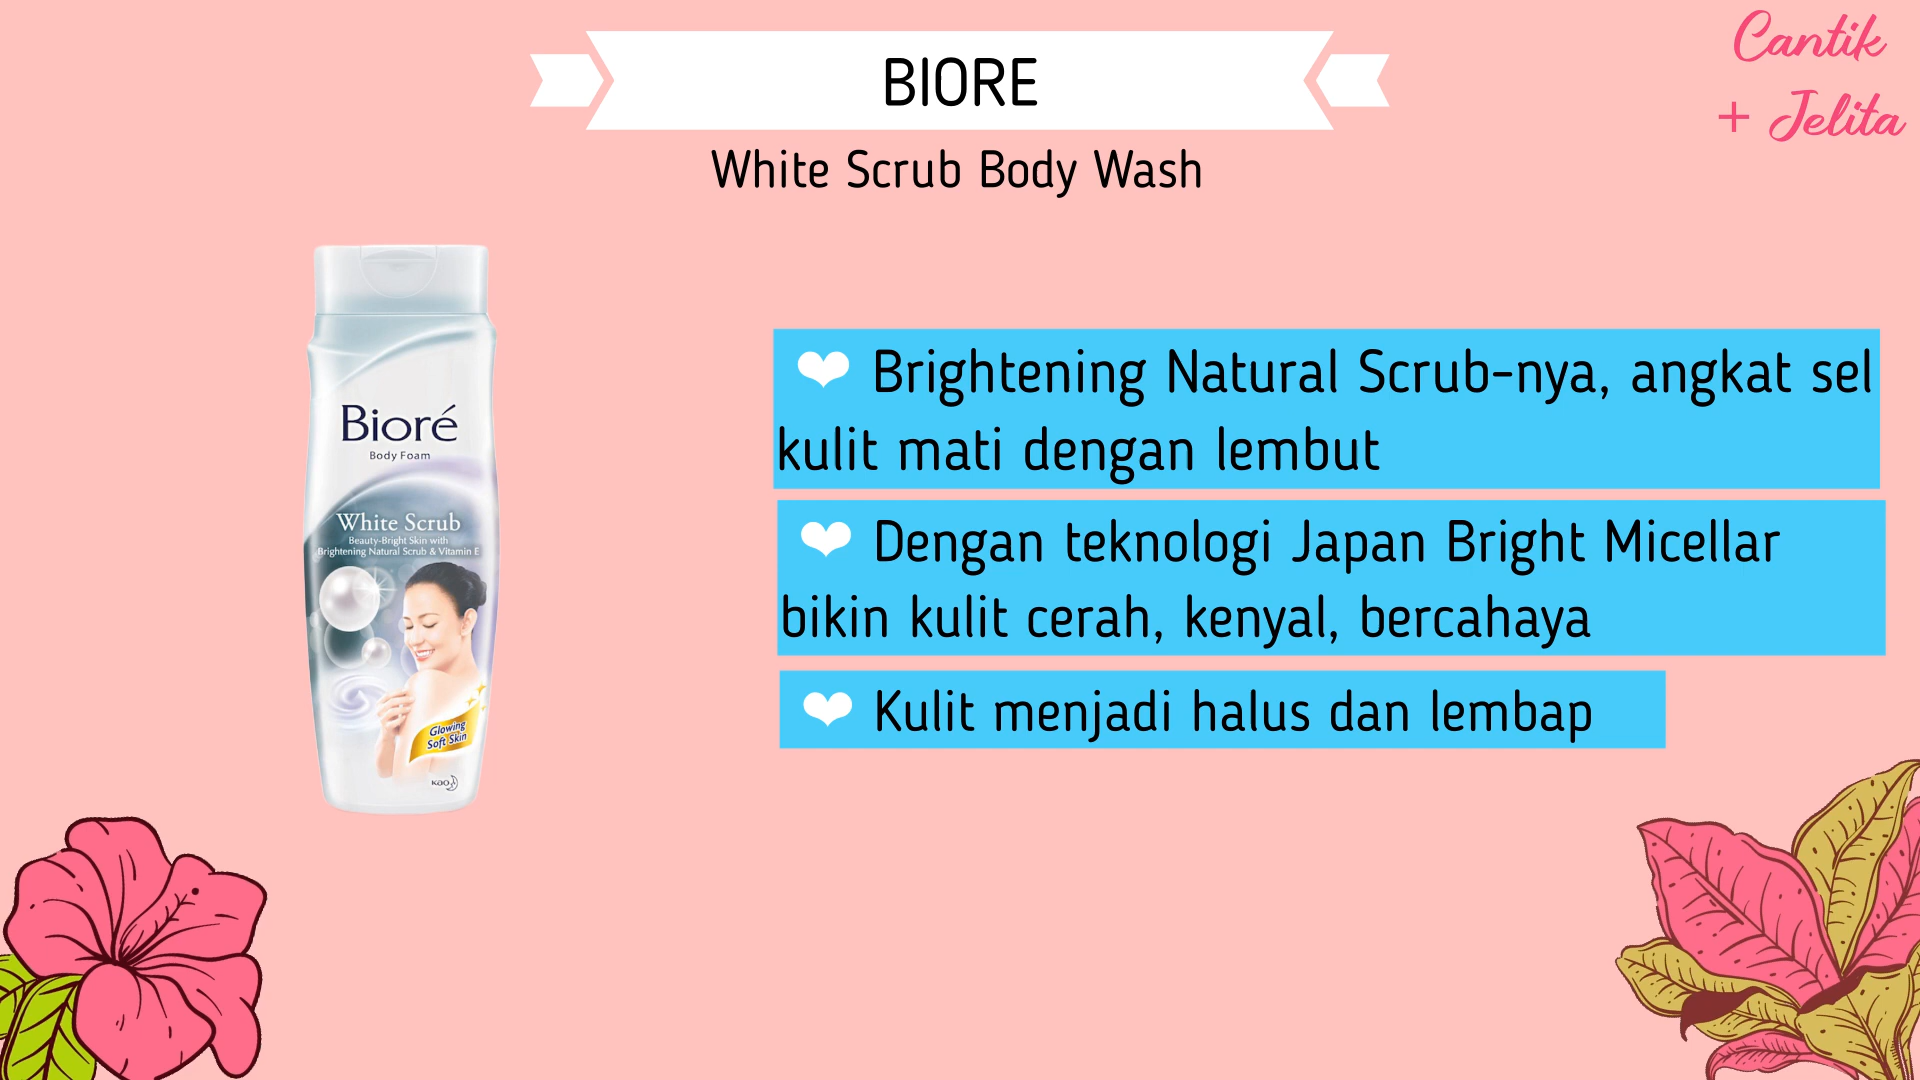 Cantik
+ Jelita
BIORE
White Scrub Body Wash
Bioré
Body Foam
White Scrub
Beauty-Bright Skin with
Brightening Natural Scrub & Vitamin E
Glowing
Soft Skin
Kao
❤ Brightening Natural Scrub-nya, angkat sel
kulit mati dengan lembut
❤ Dengan teknologi Japan Bright Micellar
bikin kulit cerah, kenyal, bercahaya
❤ Kulit menjadi halus dan lembap